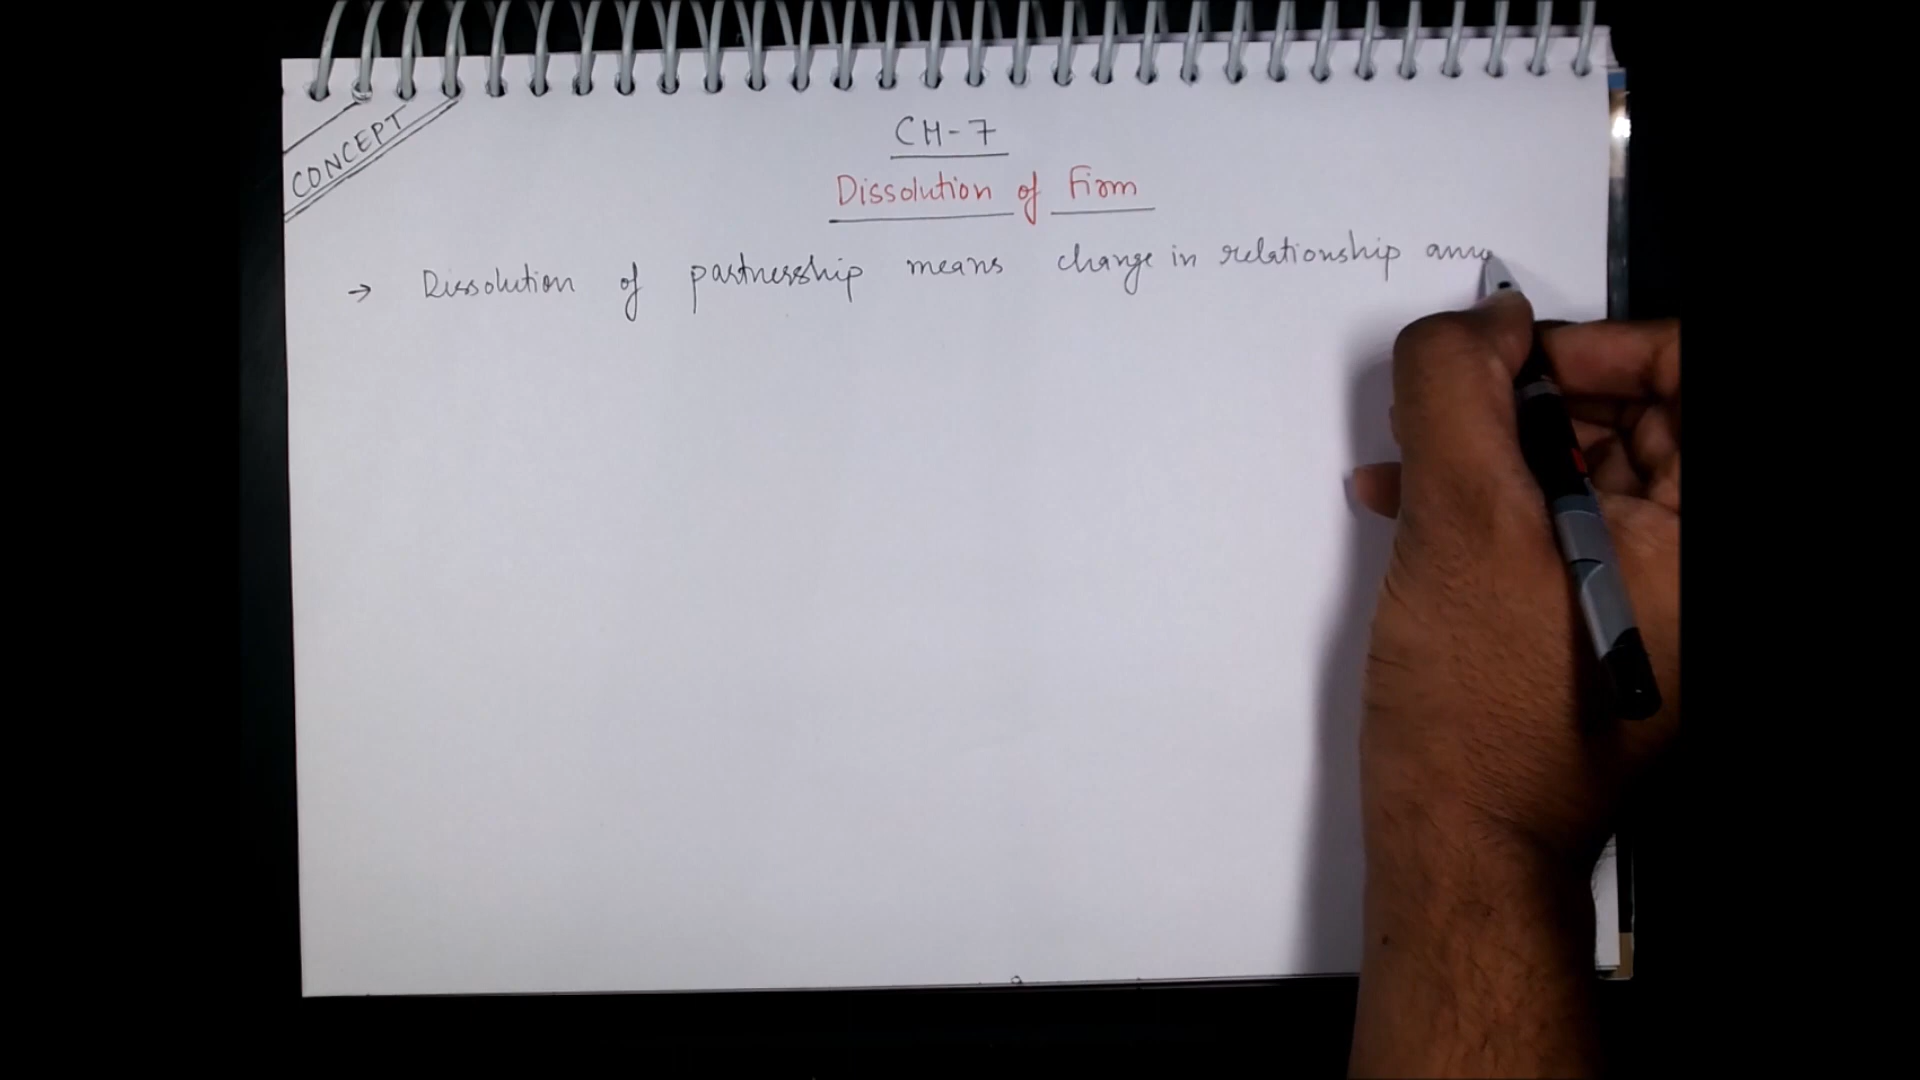 CONCEPT
CH-7
Dissolution of Firm
→ Dissolution of partnership means change in relationship